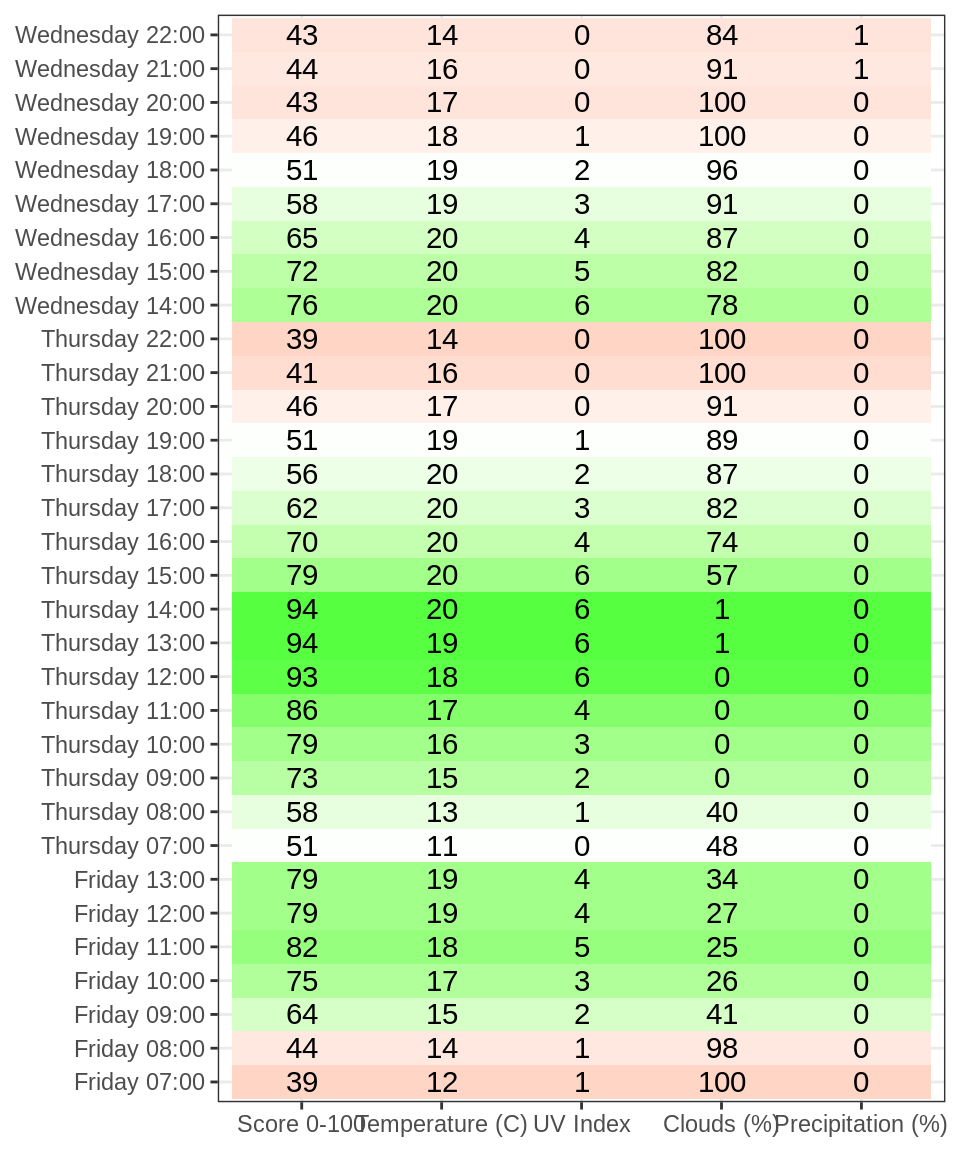 Wednesday 22:00 43 14 0 84 1
Wednesday 21:00 44 16 0 91 1
Wednesday 20:00 43 17 0 100 0
Wednesday 19:00 46 18 1 100 0
Wednesday 18:00 51 19 2 96 0
Wednesday 17:00 58 19 3 91 0
Wednesday 16:00 65 20 4 87 0
Wednesday 15:00 72 20 5 82 0
Wednesday 14:00 76 20 6 78 0
Thursday 22:00 39 14 0 100 0
Thursday 21:00 41 16 0 100 0
Thursday 20:00 46 17 0 91 0
Thursday 19:00 51 19 1 89 0
Thursday 18:00 56 20 2 87 0
Thursday 17:00 62 20 3 82 0
Thursday 16:00 70 20 4 74 0
Thursday 15:00 79 20 6 57 0
Thursday 14:00 94 20 6 1 0
Thursday 13:00 94 19 6 1 0
Thursday 12:00 93 18 6 0 0
Thursday 11:00 86 17 4 0 0
Thursday 10:00 79 16 3 0 0
Thursday 09:00 73 15 2 0 0
Thursday 08:00 58 13 1 40 0
Thursday 07:00 51 11 0 48 0
Friday 13:00 79 19 4 34 0
Friday 12:00 79 19 4 27 0
Friday 11:00 82 18 5 25 0
Friday 10:00 75 17 3 26 0
Friday 09:00 64 15 2 41 0
Friday 08:00 44 14 1 98 0
Friday 07:00 39 12 1 100 0
Score 0-100 Temperature (C) UV Index Clouds (%) Precipitation (%)